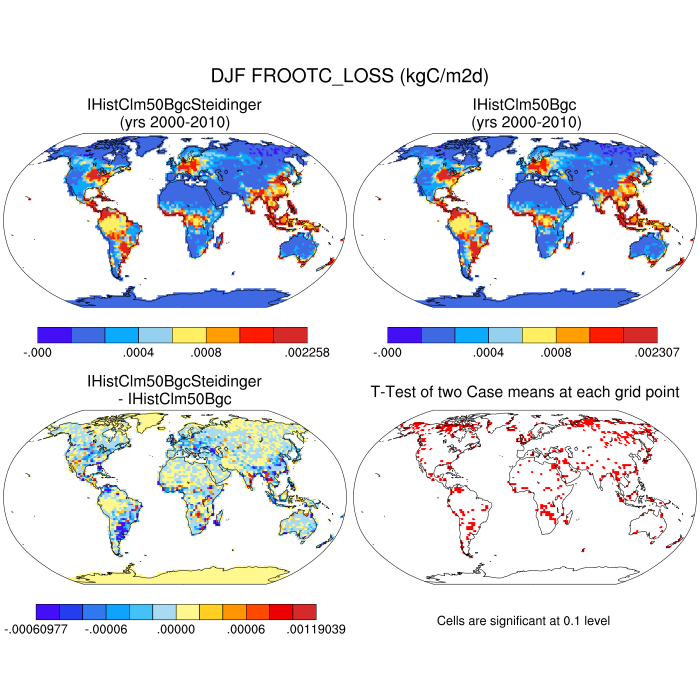 DJF FROOTC_LOSS (kgC/m2d)
IHistClm50BgcSteidinger
(yrs 2000-2010)
IHistClm50Bgc
(yrs 2000-2010)
-.000 .0004 .0008 .002258
-.000 .0004 .0008 .002307
IHistClm50BgcSteidinger
- IHistClm50Bgc
T-Test of two Case means at each grid point
-.00060977 -.00006 .00000 .00006 .00119039
Cells are significant at 0.1 level